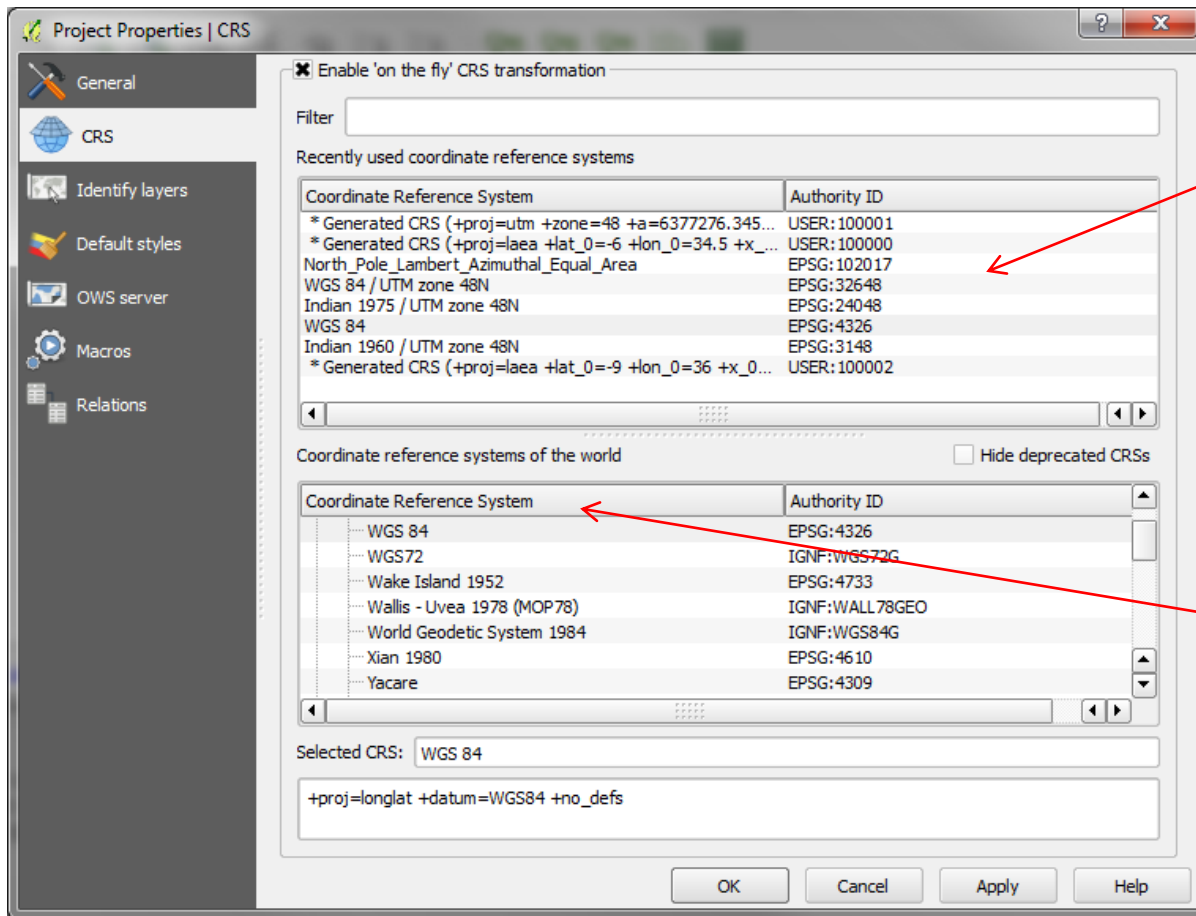 Project Properties | CRS
General
CRS
Identify layers
Default styles
OWS server
Macros
Relations
Enable 'on the fly' CRS transformation
Filter
Recently used coordinate reference systems
Coordinate Reference System Authority ID
* Generated CRS (+proj=utm +zone=48 +a=6377276.345... USER:100001
* Generated CRS (+proj=laea +lat_0=-6 +lon_0=34.5 +x_... USER:100000
North_Pole_Lambert_Azimuthal_Equal_Area EPSG:102017
WGS 84 / UTM zone 48N EPSG:32648
Indian 1975 / UTM zone 48N EPSG:24048
WGS 84 EPSG:4326
Indian 1960 / UTM zone 48N EPSG:3148
* Generated CRS (+proj=laea +lat_0=-9 +lon_0=36 +x_0... USER:100002
Coordinate reference systems of the world Hide deprecated CRSs
Coordinate Reference System Authority ID
WGS 84 EPSG:4326
WGS72 IGNF:WGS72G
Wake Island 1952 EPSG:4733
Wallis - Uvea 1978 (MOP78) IGNF:WALL78GEO
World Geodetic System 1984 IGNF:WGS84G
Xian 1980 EPSG:4610
Yacare EPSG:4309
Selected CRS: WGS 84
+proj=longlat +datum=WGS84 +no_defs
OK Cancel Apply Help